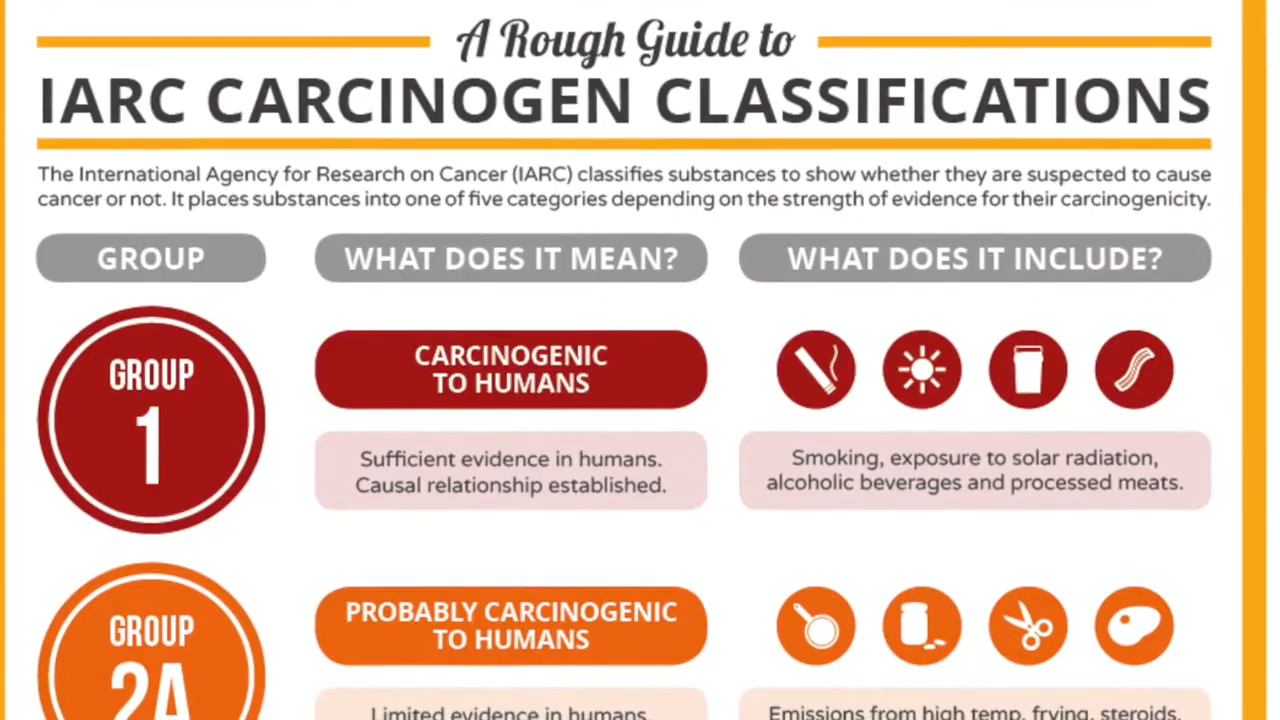 A Rough Guide to
IARC CARCINOGEN CLASSIFICATIONS
The International Agency for Research on Cancer (IARC) classifies substances to show whether they are suspected to cause
cancer or not. It places substances into one of five categories depending on the strength of evidence for their carcinogenicity.
GROUP
WHAT DOES IT MEAN?
WHAT DOES IT INCLUDE?
GROUP
1
CARCINOGENIC
TO HUMANS
Sufficient evidence in humans.
Causal relationship established.
Smoking, exposure to solar radiation,
alcoholic beverages and processed meats.
GROUP
2A
PROBABLY CARCINOGENIC
TO HUMANS
Limited evidence in humans.
Emissions from high temp. frying, steroids,